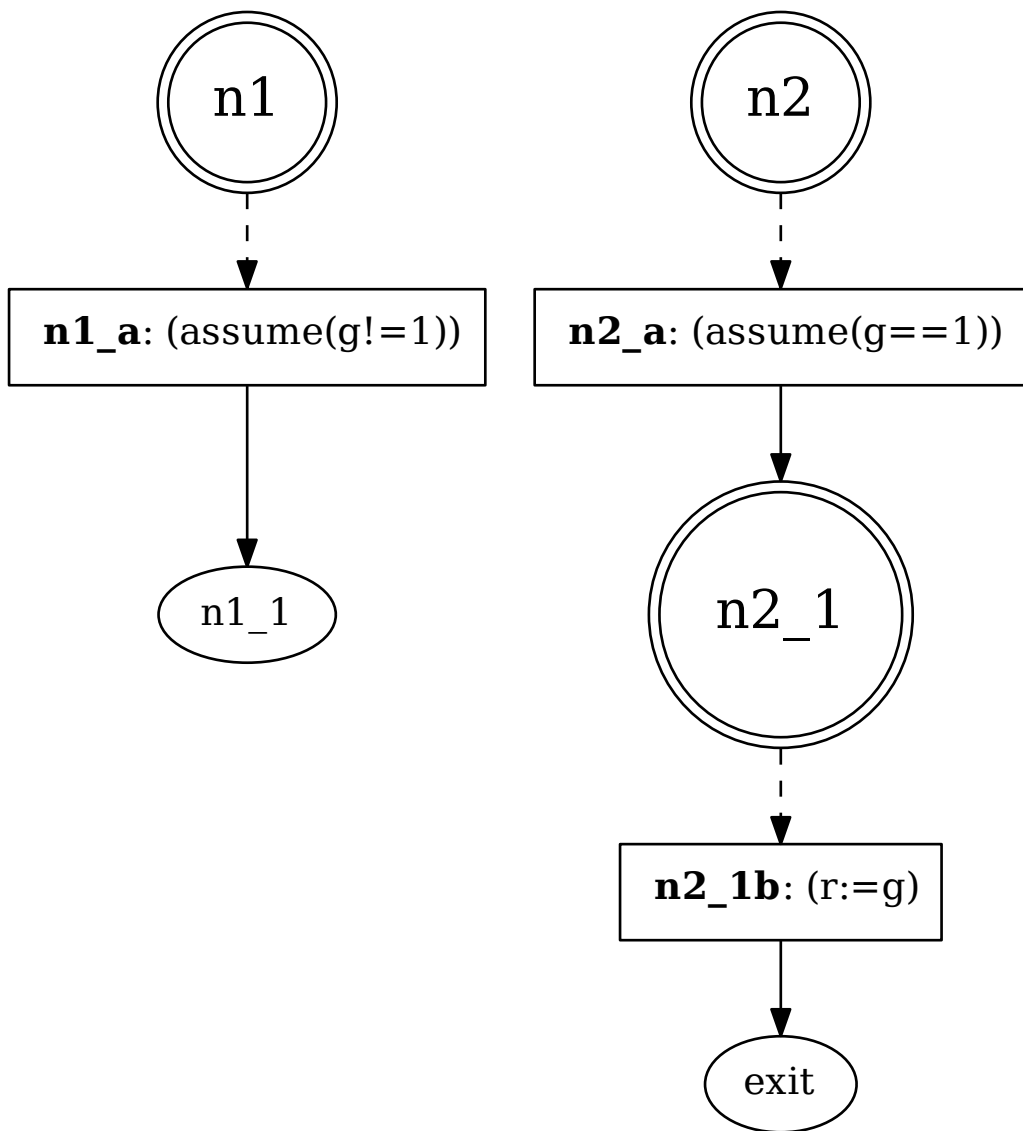 n1
n2
n1_a: (assume(g!=1))
n2_a: (assume(g==1))
n1_1
n2_1
n2_1b: (r:=g)
exit